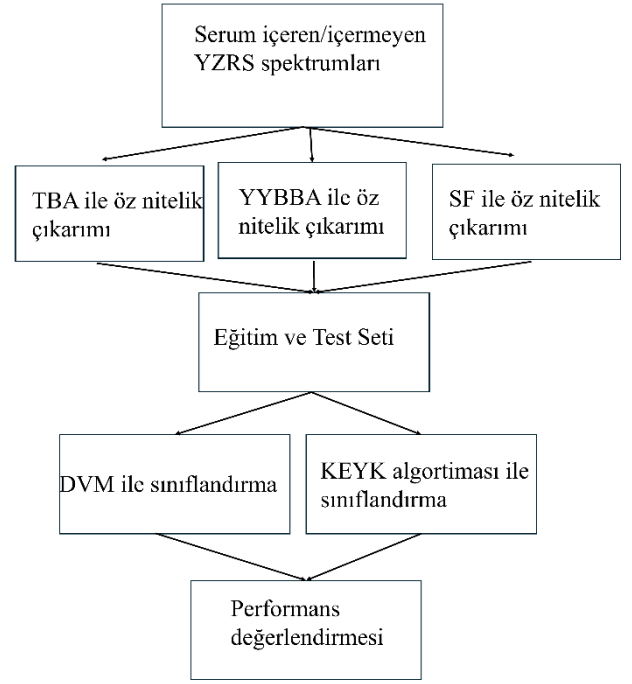 Serum içeren/içermeyen
YZRS spektrumları
TBA ile öz nitelik
çıkarımı
YYBBA ile öz
nitelik çıkarımı
SF ile öz nitelik
çıkarımı
Eğitim ve Test Seti
DVM ile sınıflandırma
KEYK algortiması ile
sınıflandırma
Performans
değerlendirmesi